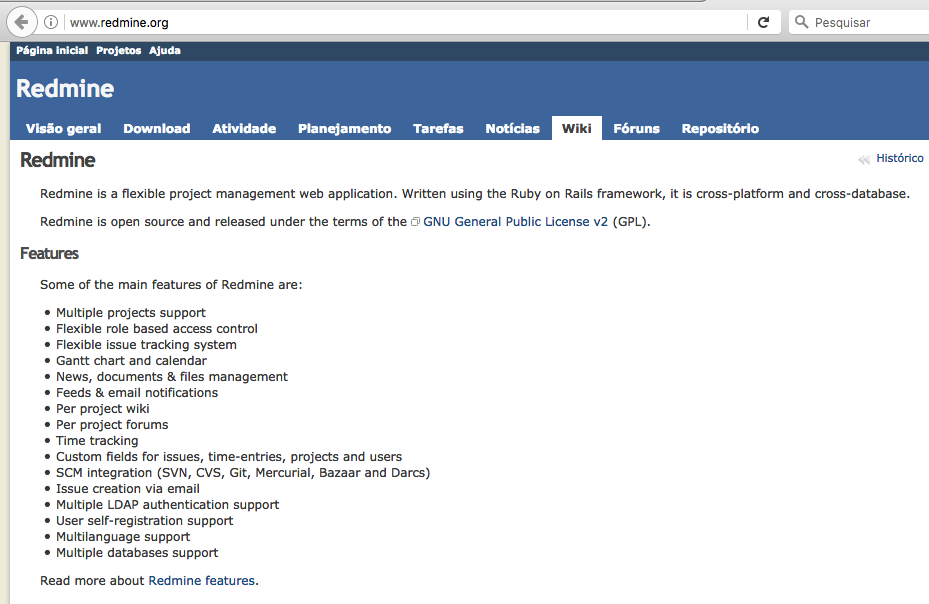 www.redmine.org
Pesquisar
Página inicial Projetos Ajuda
Redmine
Visão geral Download Atividade Planejamento Tarefas Notícias Wiki Fóruns Repositório
Redmine
Histórico
Redmine is a flexible project management web application. Written using the Ruby on Rails framework, it is cross-platform and cross-database.
Redmine is open source and released under the terms of the GNU General Public License v2 (GPL).
Features
Some of the main features of Redmine are:
Multiple projects support
Flexible role based access control
Flexible issue tracking system
Gantt chart and calendar
News, documents & files management
Feeds & email notifications
Per project wiki
Per project forums
Time tracking
Custom fields for issues, time-entries, projects and users
SCM integration (SVN, CVS, Git, Mercurial, Bazaar and Darcs)
Issue creation via email
Multiple LDAP authentication support
User self-registration support
Multilanguage support
Multiple databases support
Read more about Redmine features.